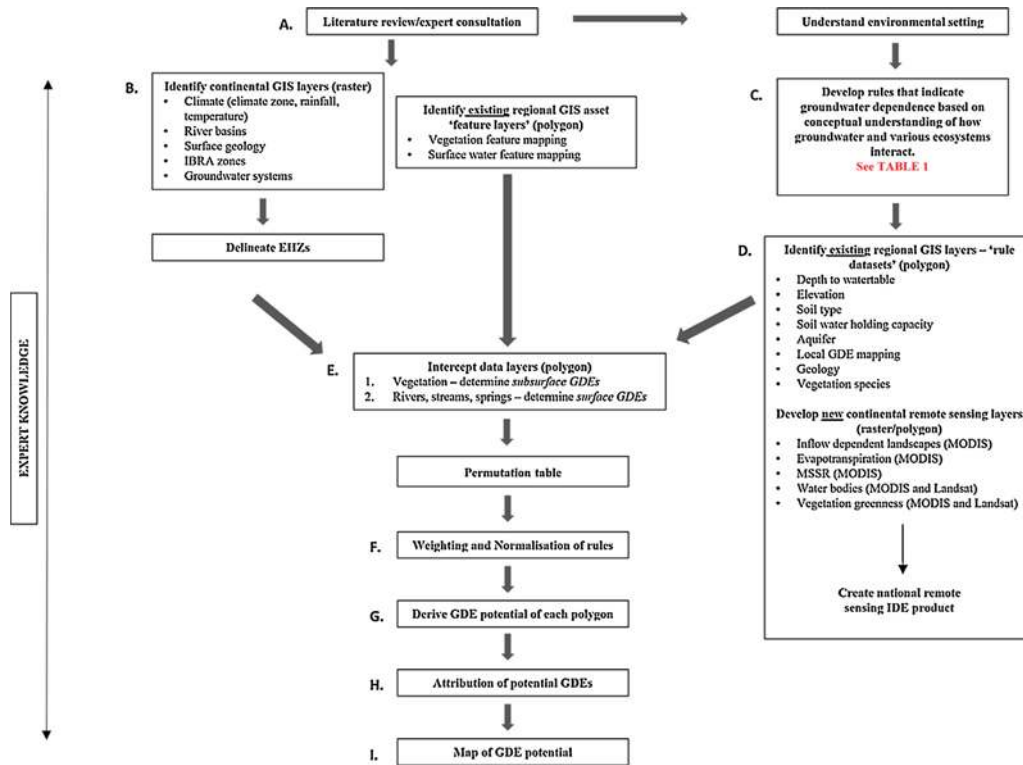 A.
Literature review/expert consultation
Understand environmental setting
B.
Identify continental GIS layers (raster)
• Climate (climate zone, rainfall,
temperature)
• River basins
• Surface geology
• IBRA zones
• Groundwater systems
Delineate EHZs
Identify existing regional GIS asset
‘feature layers’ (polygon)
• Vegetation feature mapping
• Surface water feature mapping
C.
Develop rules that indicate
groundwater dependence based on
conceptual understanding of how
groundwater and various ecosystems
interact.
See TABLE 1
D.
Identify existing regional GIS layers – ‘rule
datasets’ (polygon)
• Depth to watertable
• Elevation
• Soil type
• Soil water holding capacity
• Aquifer
• Local GDE mapping
• Geology
• Vegetation species
Develop new continental remote sensing layers
(raster/polygon)
• Inflow dependent landscapes (MODIS)
• Evapotranspiration (MODIS)
• MSSR (MODIS)
• Water bodies (MODIS and Landsat)
• Vegetation greenness (MODIS and Landsat)
Create national remote
sensing IDE product
EXPERT KNOWLEDGE
E.
Intercept data layers (polygon)
1. Vegetation – determine subsurface GDEs
2. Rivers, streams, springs – determine surface GDEs
Permutation table
F.
Weighting and Normalisation of rules
G.
Derive GDE potential of each polygon
H.
Attribution of potential GDEs
I.
Map of GDE potential